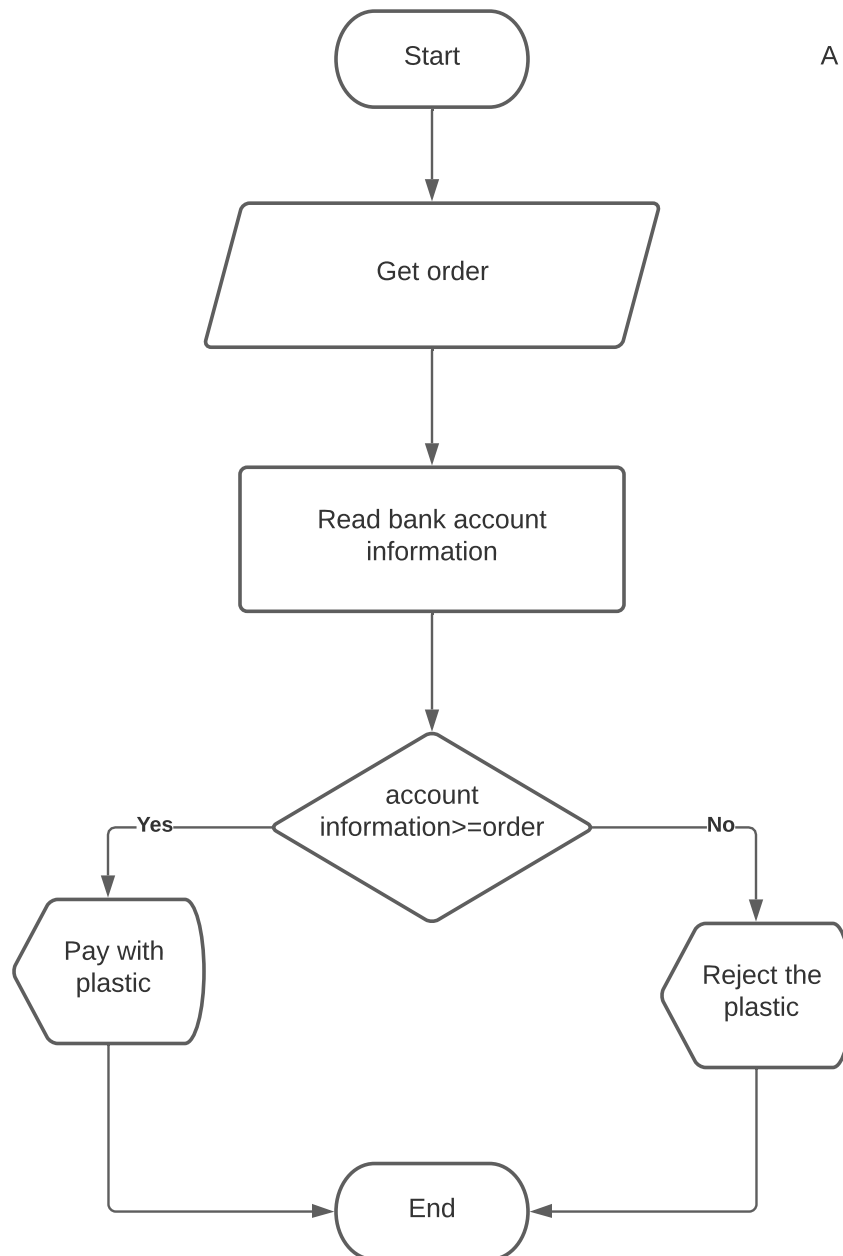 Start
A
Get order
Read bank account
information
account
information>=order
Yes
No
Pay with
plastic
Reject the
plastic
End